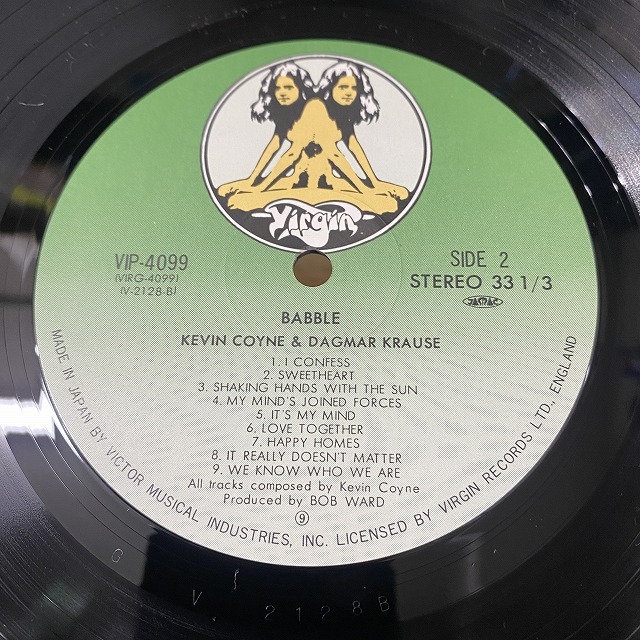 Virgin
VIP-4099
(VIRG-4099)
(V-2128-B)
SIDE 2
STEREO 33 1/3
JASRAC
BABBLE
KEVIN COYNE & DAGMAR KRAUSE
1. I CONFESS
2. SWEETHEART
3. SHAKING HANDS WITH THE SUN
4. MY MIND'S JOINED FORCES
5. IT'S MY MIND
6. LOVE TOGETHER
7. HAPPY HOMES
8. IT REALLY DOESN'T MATTER
9. WE KNOW WHO WE ARE
All tracks composed by Kevin Coyne
Produced by BOB WARD
⑨
MADE IN JAPAN BY VICTOR MUSICAL INDUSTRIES, INC. LICENSED BY VIRGIN RECORDS LTD., ENGLAND
V. 2128B